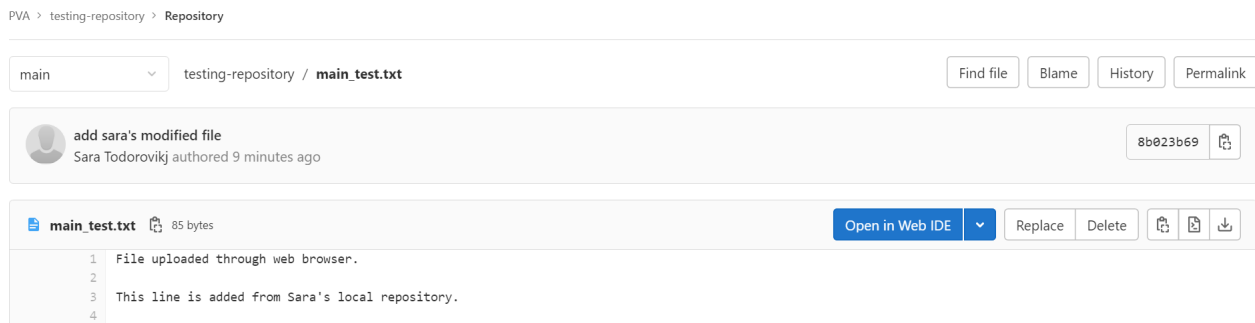 PVA > testing-repository > Repository
main testing-repository / main_test.txt Find file Blame History Permalink
add sara's modified file
Sara Todorovikj authored 9 minutes ago
8b023b69
main_test.txt 85 bytes Open in Web IDE Replace Delete
1 File uploaded through web browser.
2
3 This line is added from Sara's local repository.
4